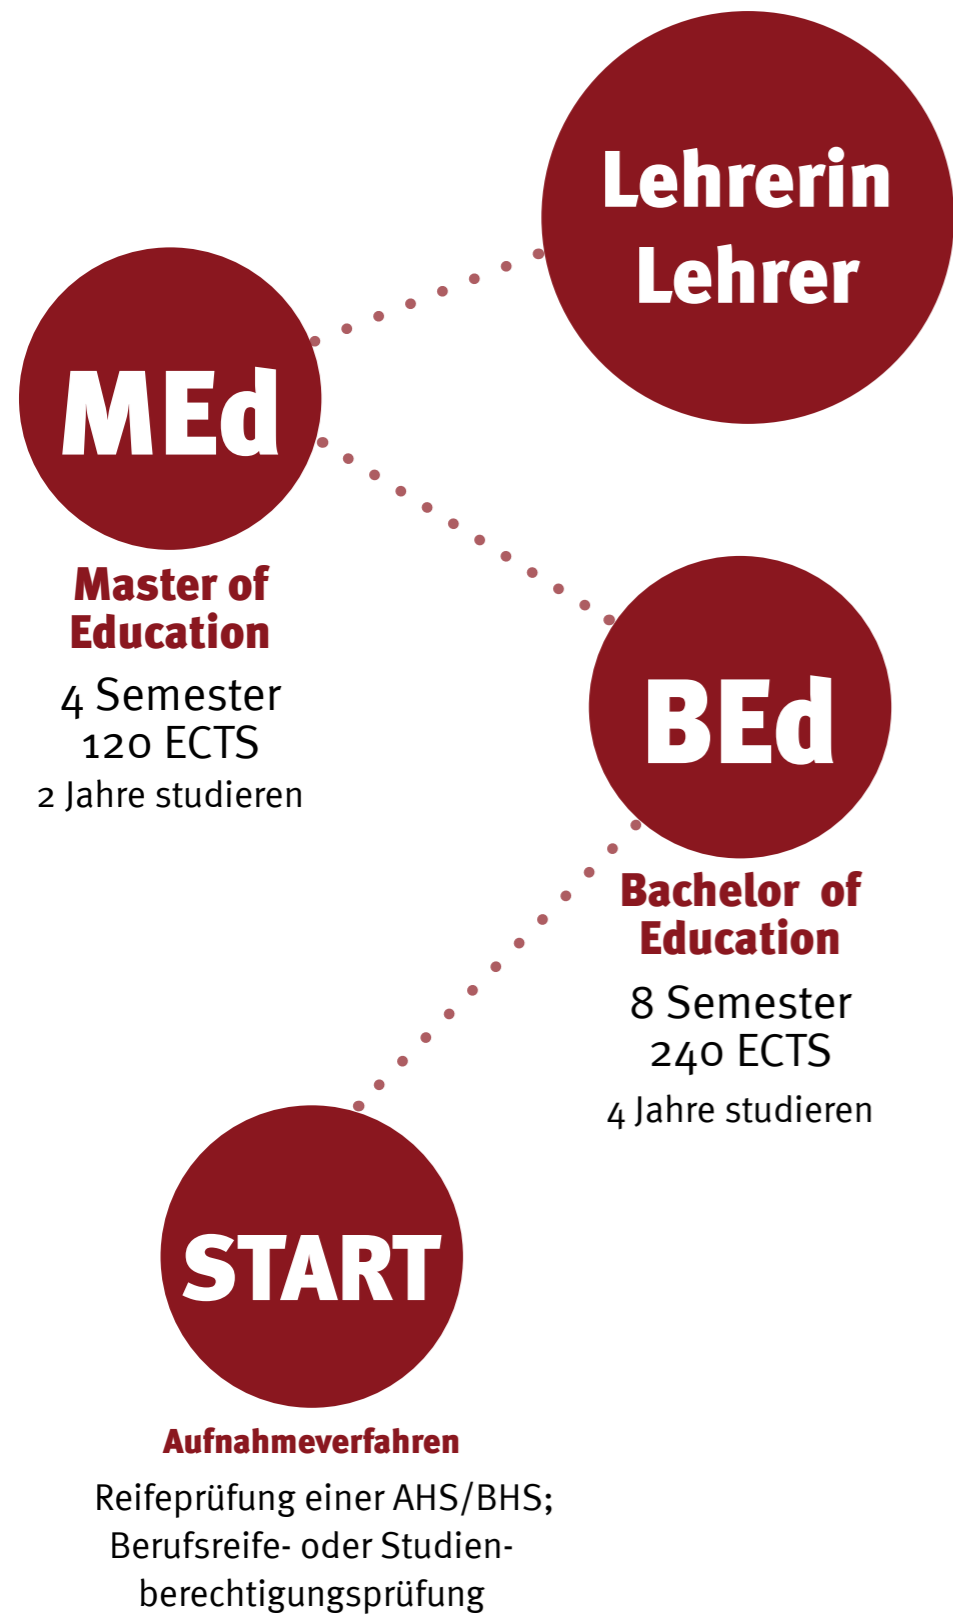 Lehrerin
Lehrer
MEd
Master of
Education
4 Semester
120 ECTS
2 Jahre studieren
BEd
Bachelor of
Education
8 Semester
240 ECTS
4 Jahre studieren
START
Aufnahmeverfahren
Reifeprüfung einer AHS/BHS;
Berufsreife- oder Studien-
berechtigungsprüfung